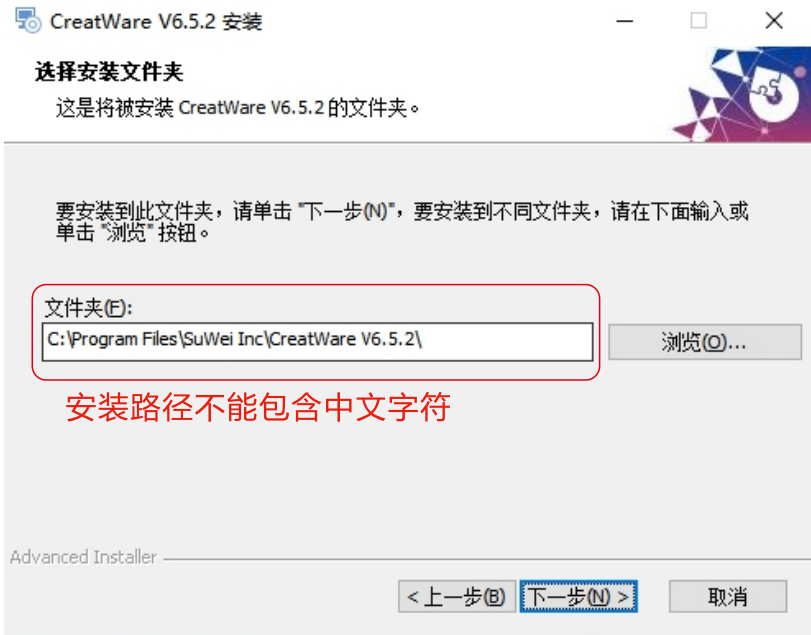 CreatWare V6.5.2 安装
选择安装文件夹
这是将被安装 CreatWare V6.5.2 的文件夹。
要安装到此文件夹，请单击 "下一步(N)"，要安装到不同文件夹，请在下面输入或
单击 "浏览" 按钮。
文件夹(F):
C:\Program Files\SuWei Inc\CreatWare V6.5.2\
浏览(O)...
安装路径不能包含中文字符
Advanced Installer
< 上一步(B)
下一步(N) >
取消